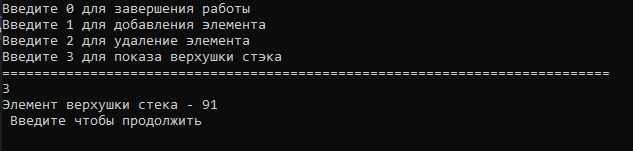 Введите 0 для завершения работы
Введите 1 для добавления элемента
Введите 2 для удаление элемента
Введите 3 для показа верхушки стэка
============================================================================
3
Элемент верхушки стека - 91
Введите чтобы продолжить